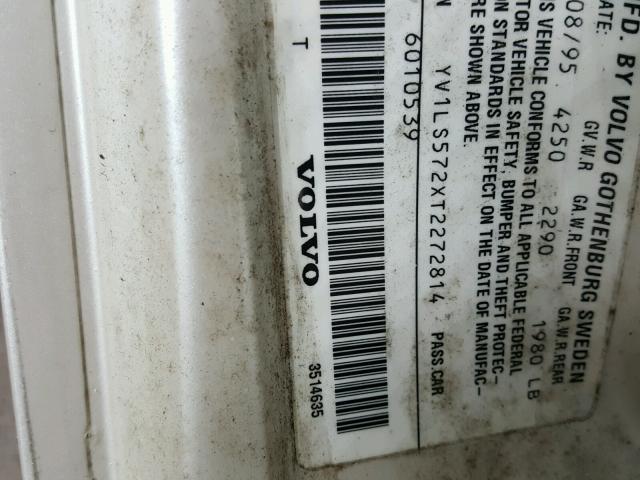 FD. BY VOLVO GOTHENBURG SWEDEN
DATE: GV.W.R GA.W.R.FRONT GA.W.R.REAR
08/95 4250 2290 1980 LB
S VEHICLE CONFORMS TO ALL APPLICABLE FEDERAL
TOR VEHICLE SAFETY, BUMPER AND THEFT PROTEC-
N STANDARDS IN EFFECT ON THE DATE OF MANUFAC-
RE SHOWN ABOVE.
N YV1LS572XT2272814 PASS.CAR
6010539
T VOLVO 3514635